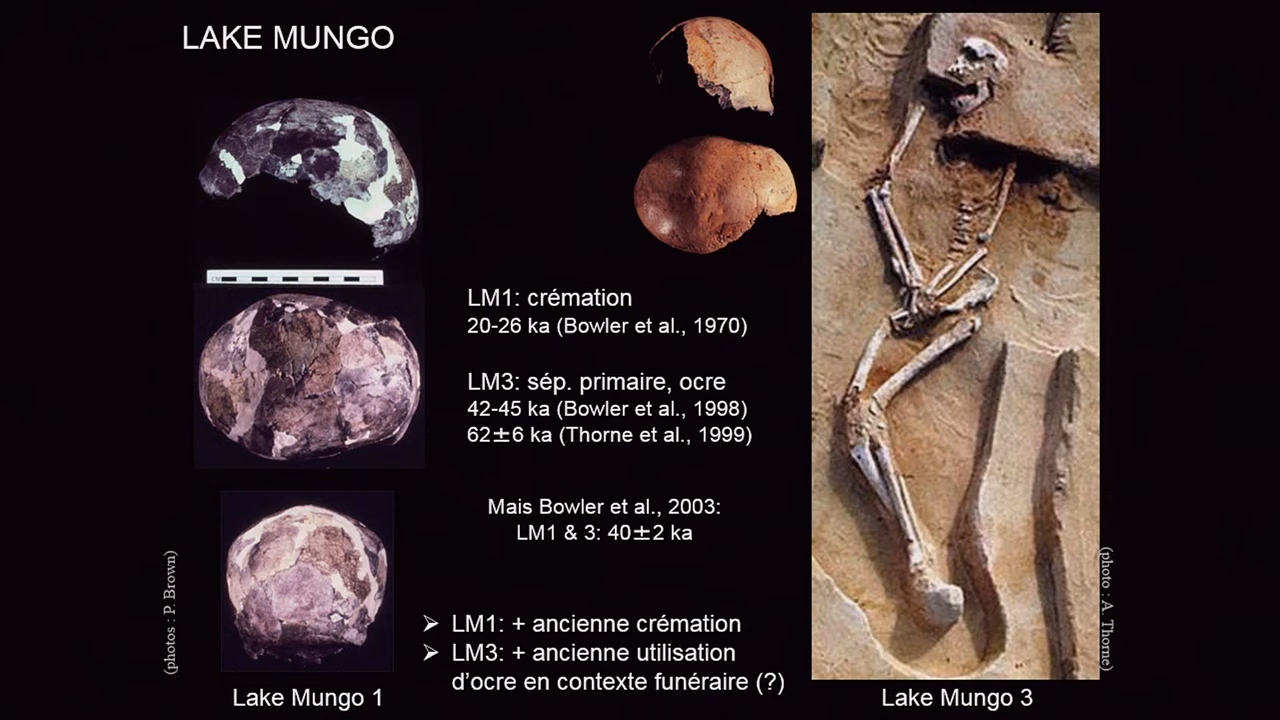 LAKE MUNGO
LM1: crémation
20-26 ka (Bowler et al., 1970)
LM3: sép. primaire, ocre
42-45 ka (Bowler et al., 1998)
62±6 ka (Thorne et al., 1999)
Mais Bowler et al., 2003:
LM1 & 3: 40±2 ka
➢ LM1: + ancienne crémation
➢ LM3: + ancienne utilisation
d'ocre en contexte funéraire (?)
(photos : P. Brown)
Lake Mungo 1
(photo : A. Thorne)
Lake Mungo 3